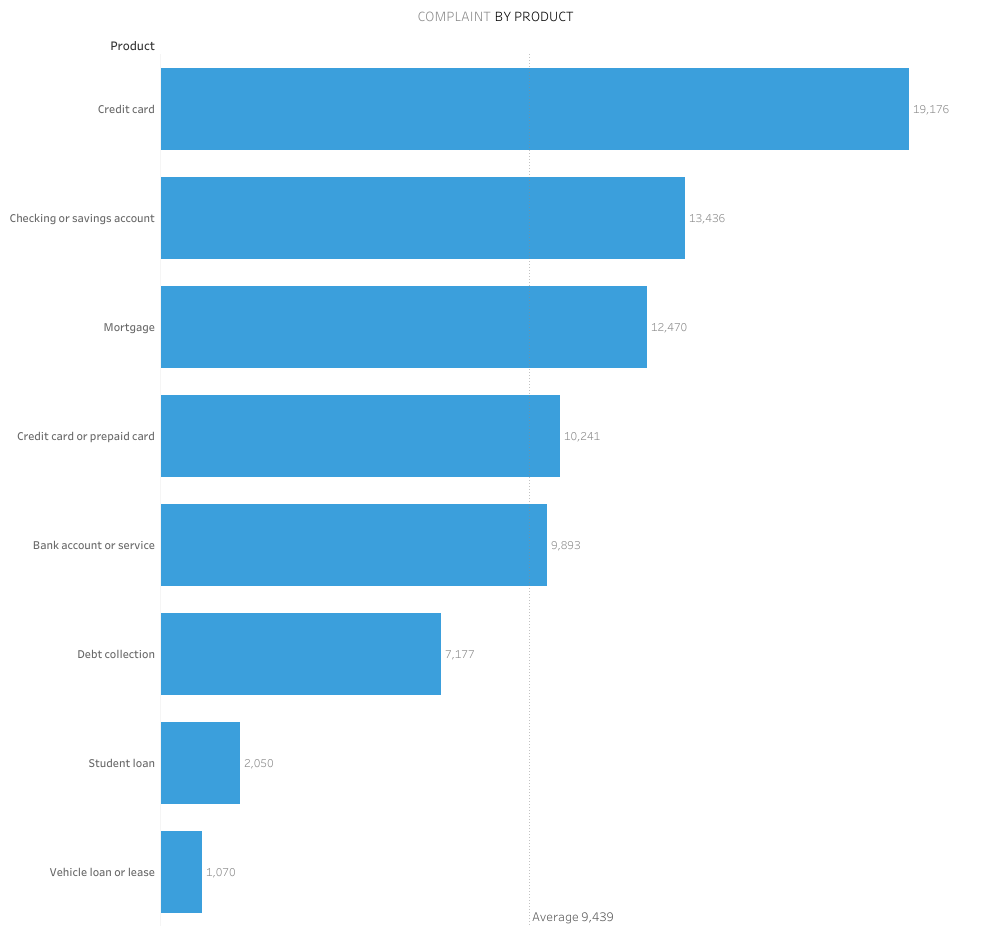 COMPLAINT BY PRODUCT
Product
Credit card 19,176
Checking or savings account 13,436
Mortgage 12,470
Credit card or prepaid card 10,241
Bank account or service 9,893
Debt collection 7,177
Student loan 2,050
Vehicle loan or lease 1,070
Average 9,439